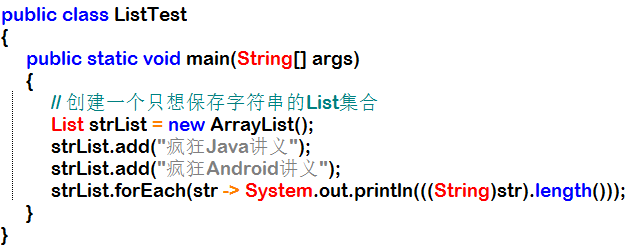 public class ListTest
{
public static void main(String[] args)
{
// 创建一个只想保存字符串的List集合
List strList = new ArrayList();
strList.add("疯狂Java讲义");
strList.add("疯狂Android讲义");
strList.forEach(str -> System.out.println(((String)str).length()));
}
}